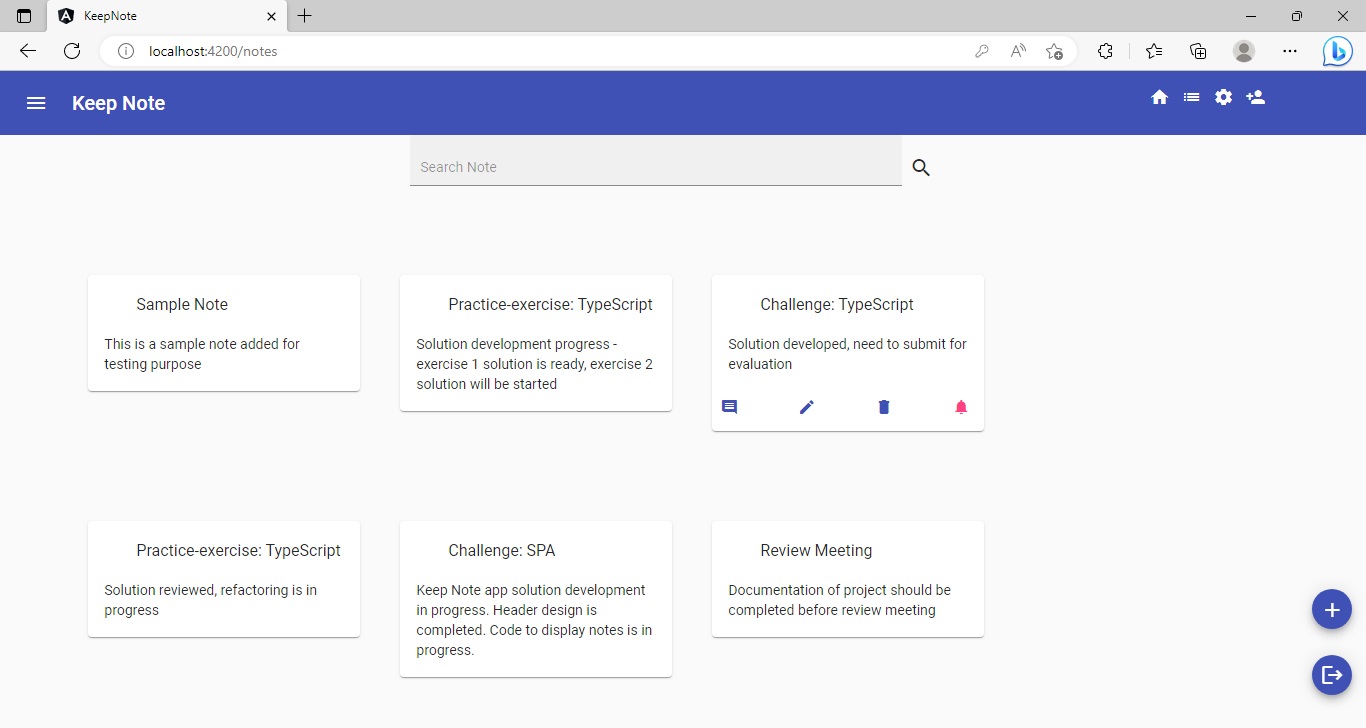 KeepNote
localhost:4200/notes
Keep Note
Search Note
Sample Note
This is a sample note added for
testing purpose
Practice-exercise: TypeScript
Solution development progress -
exercise 1 solution is ready, exercise 2
solution will be started
Challenge: TypeScript
Solution developed, need to submit for
evaluation
Practice-exercise: TypeScript
Solution reviewed, refactoring is in
progress
Challenge: SPA
Keep Note app solution development
in progress. Header design is
completed. Code to display notes is in
progress.
Review Meeting
Documentation of project should be
completed before review meeting